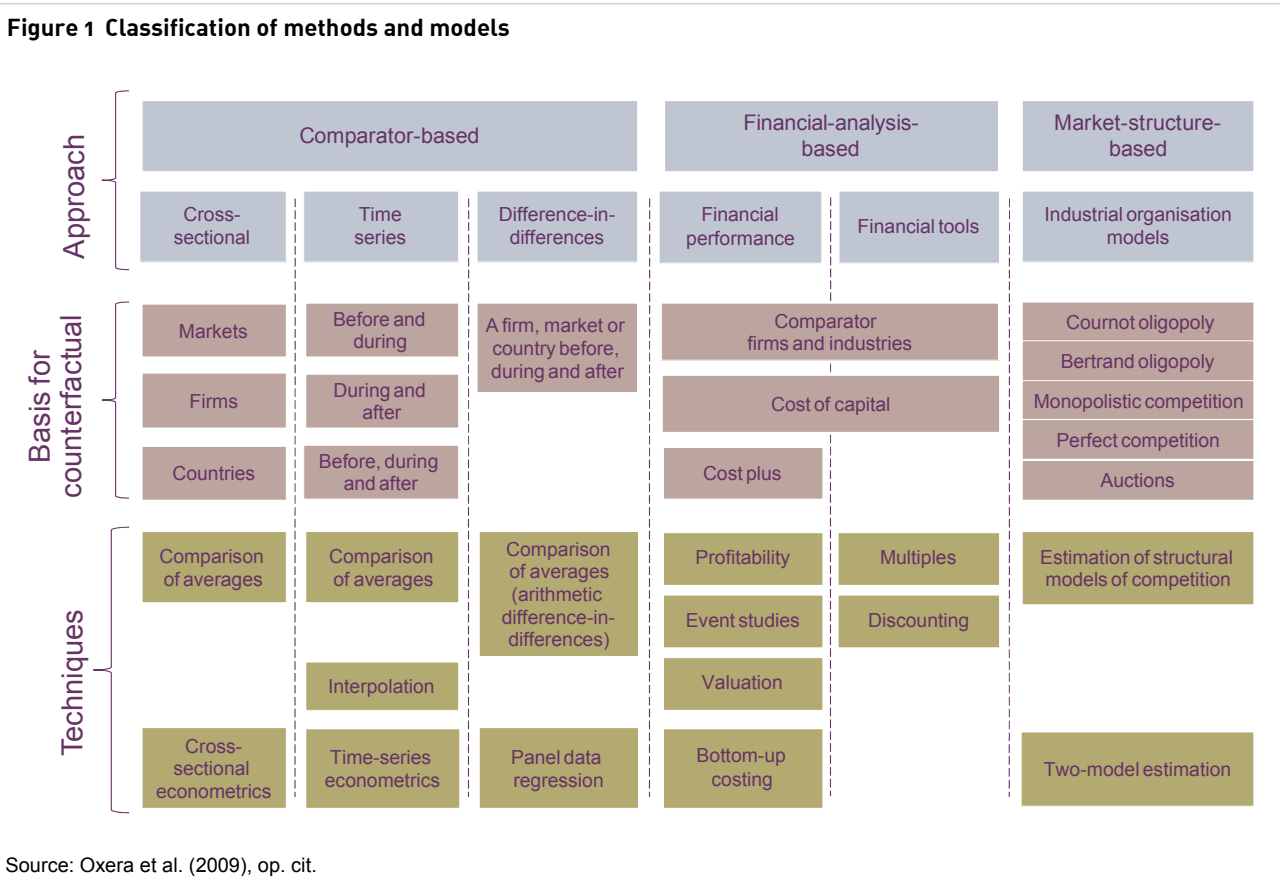 Figure 1 Classification of methods and models
Approach
Comparator-based
Financial-analysis-
based
Market-structure-
based
Cross-
sectional
Time
series
Difference-in-
differences
Financial
performance
Financial tools
Industrial organisation
models
Basis for
counterfactual
Markets
Firms
Countries
Before and
during
During and
after
Before, during
and after
A firm, market or
country before,
during and after
Comparator
firms and industries
Cost of capital
Cost plus
Cournot oligopoly
Bertrand oligopoly
Monopolistic competition
Perfect competition
Auctions
Techniques
Comparison
of averages
Cross-
sectional
econometrics
Comparison
of averages
Interpolation
Time-series
econometrics
Comparison
of averages
(arithmetic
difference-in-
differences)
Panel data
regression
Profitability
Event studies
Valuation
Bottom-up
costing
Multiples
Discounting
Estimation of structural
models of competition
Two-model estimation
Source: Oxera et al. (2009), op. cit.